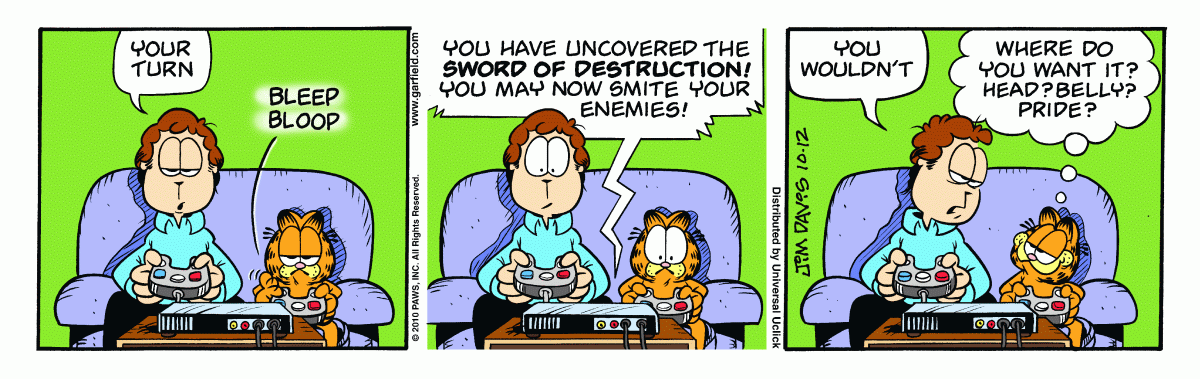 YOUR
TURN
BLEEP
BLOOP
www.garfield.com
© 2010 PAWS, INC. All Rights Reserved.
YOU HAVE UNCOVERED THE
SWORD OF DESTRUCTION!
YOU MAY NOW SMITE YOUR
ENEMIES!
Distributed by Universal Uclick
YOU
WOULDN'T
WHERE DO
YOU WANT IT?
HEAD? BELLY?
PRIDE?
JIM DAVIS 10·12